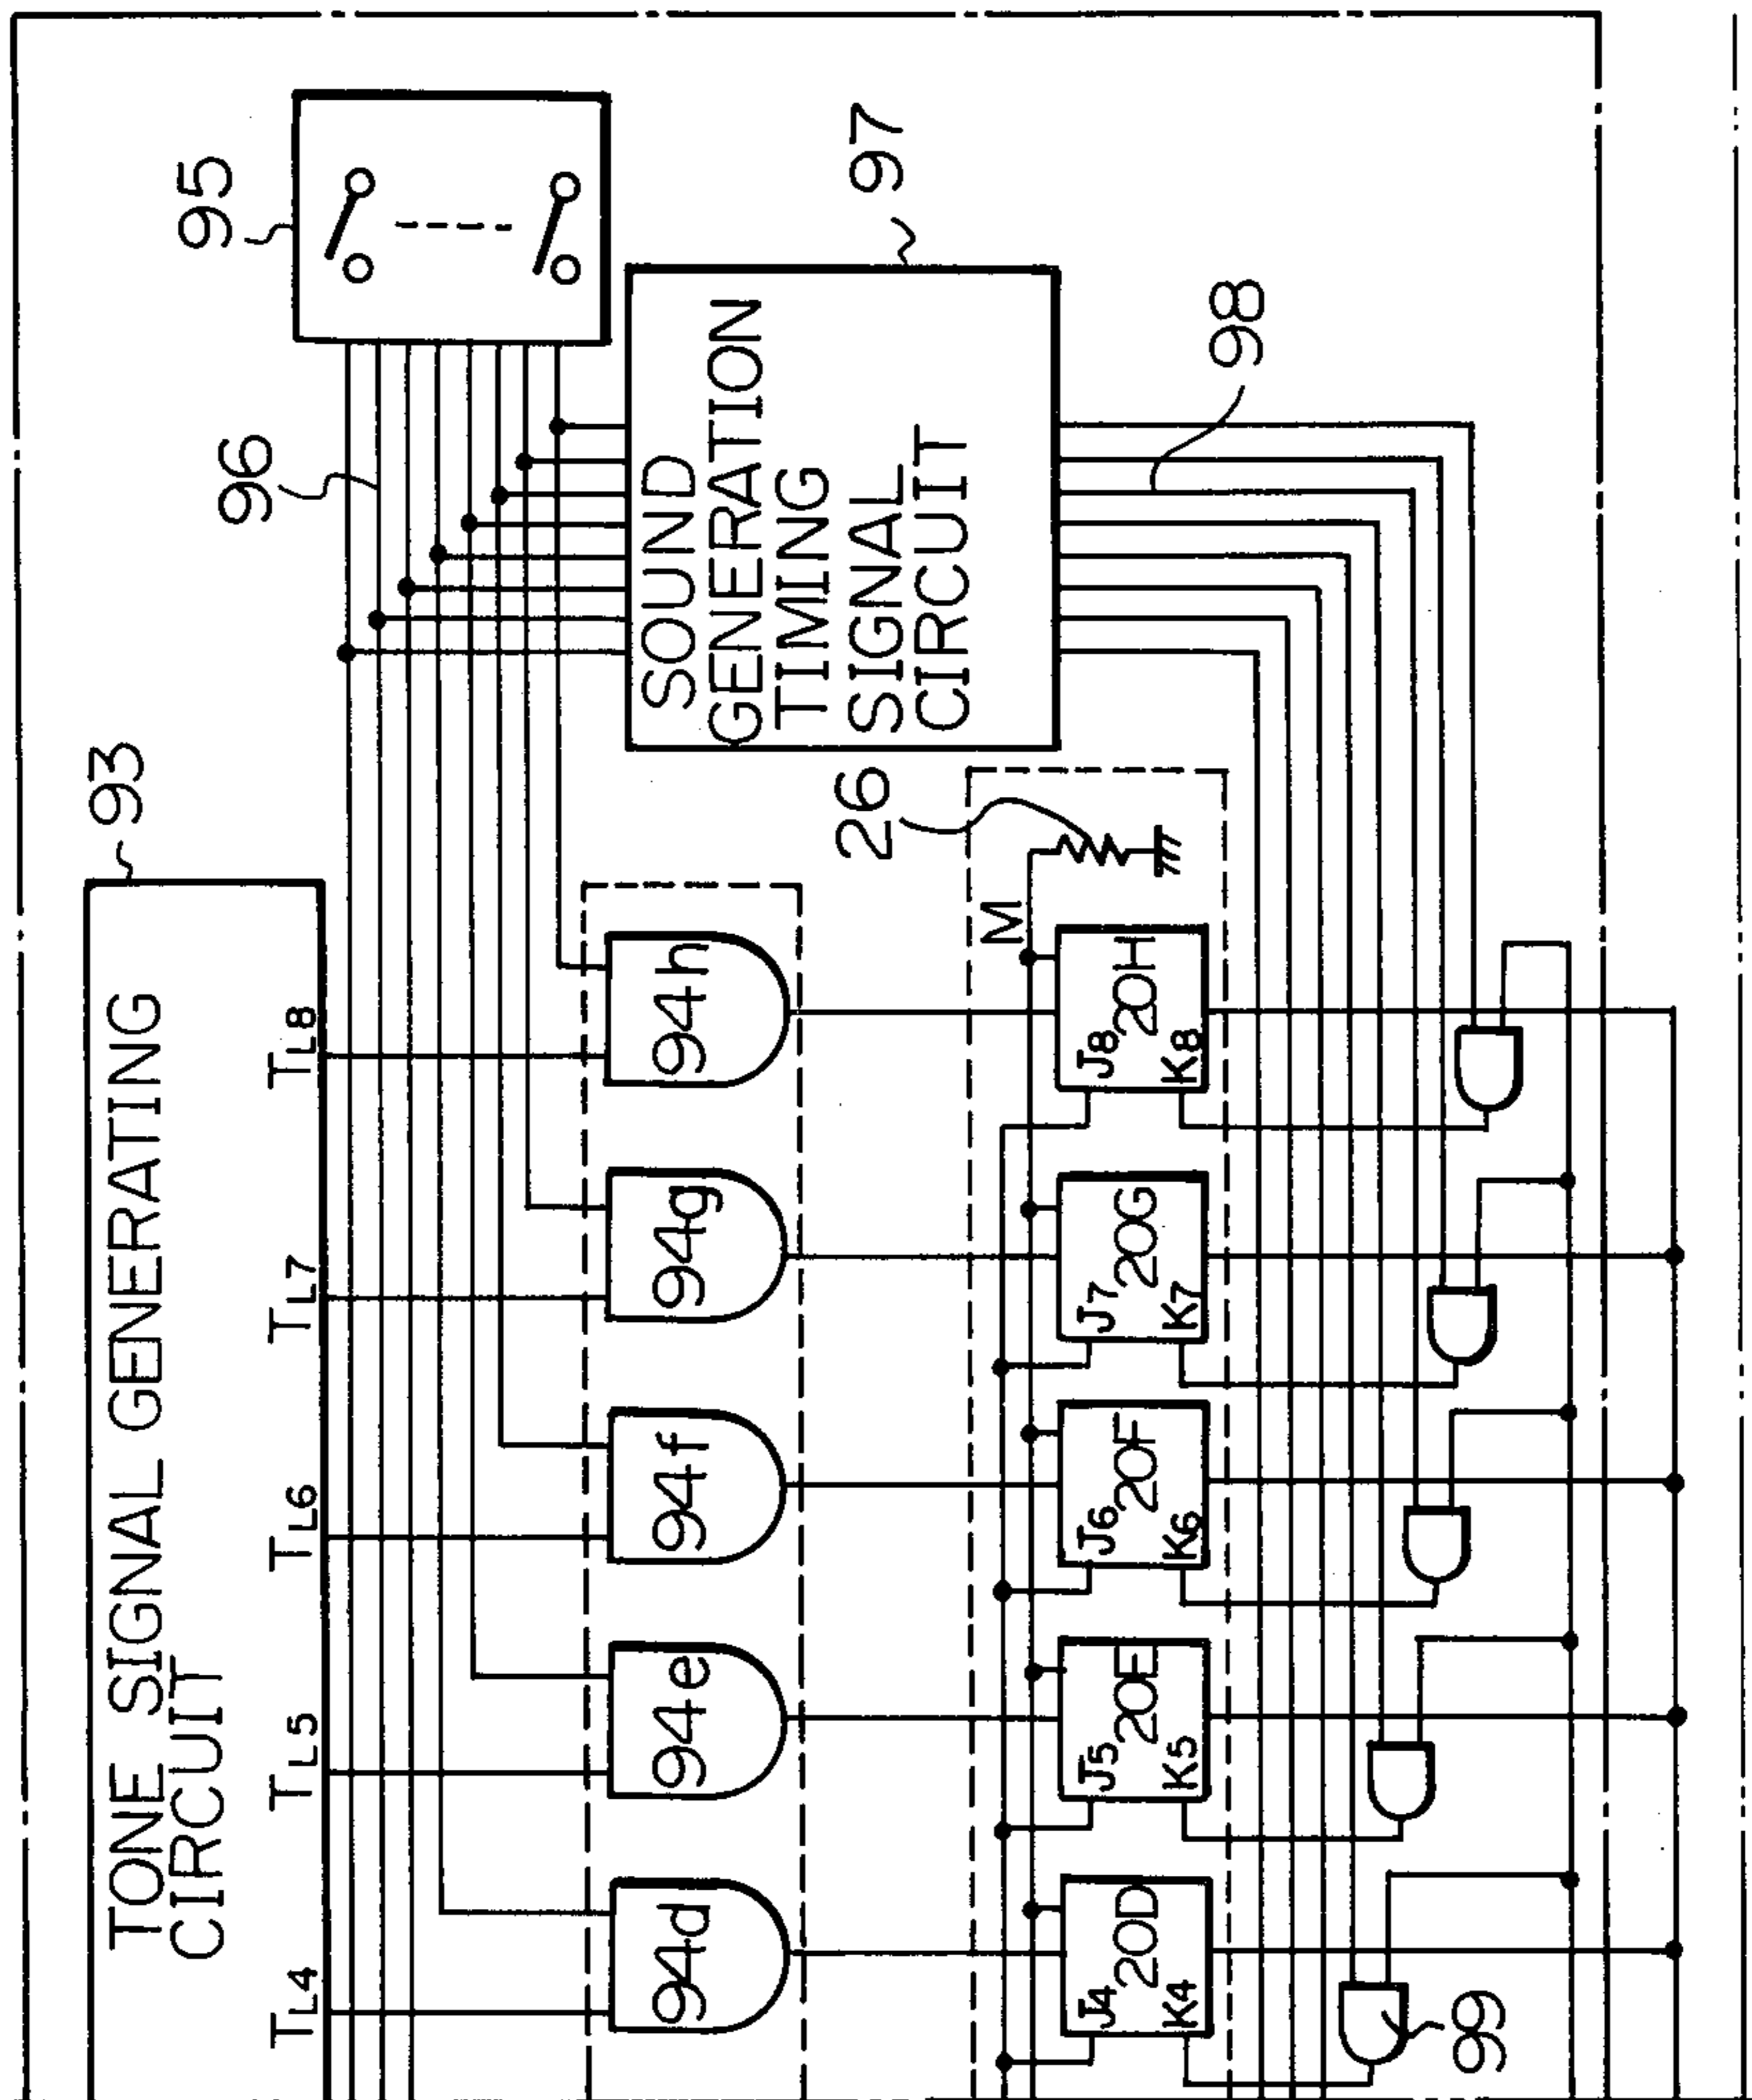 TONE SIGNAL GENERATING
CIRCUIT
93
TL4
TL5
TL6
TL7
TL8
96
95
94d
94e
94f
94g
94h
SOUND
GENERATION
TIMING
SIGNAL
CIRCUIT
97
26
M
J4
20D
K4
J5
20E
K5
J6
20F
K6
J7
20G
K7
J8
20H
K8
98
99